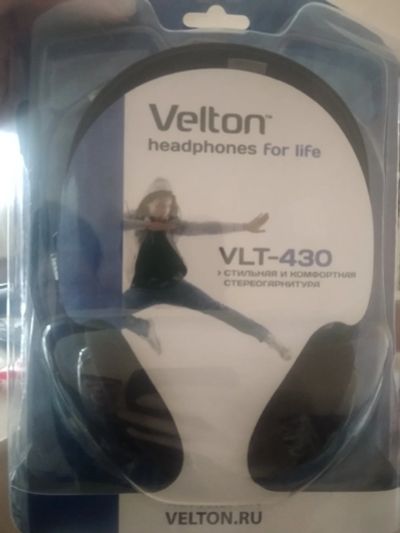 Velton™
headphones for life
VLT-430
› СТИЛЬНАЯ И КОМФОРТНАЯ
СТЕРЕОГАРНИТУРА
VELTON.RU